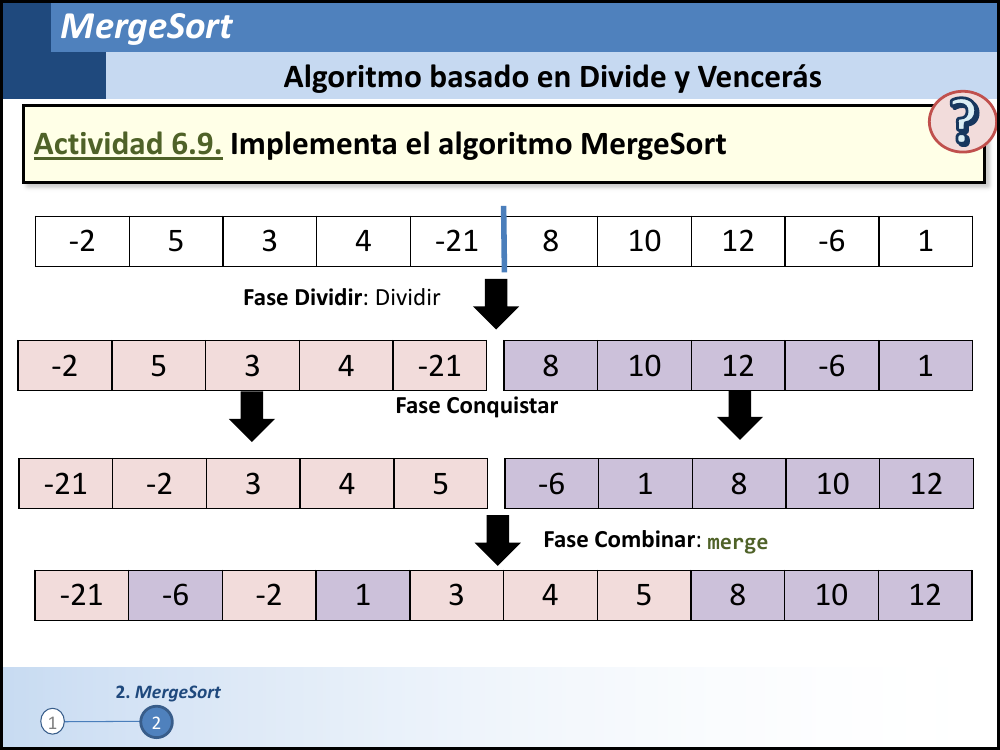 MergeSort
Algoritmo basado en Divide y Vencerás
?
Actividad 6.9. Implementa el algoritmo MergeSort
-2 5 3 4 -21 8 10 12 -6 1
Fase Dividir: Dividir
-2 5 3 4 -21 8 10 12 -6 1
Fase Conquistar
-21 -2 3 4 5 -6 1 8 10 12
Fase Combinar: merge
-21 -6 -2 1 3 4 5 8 10 12
2. MergeSort
1 2